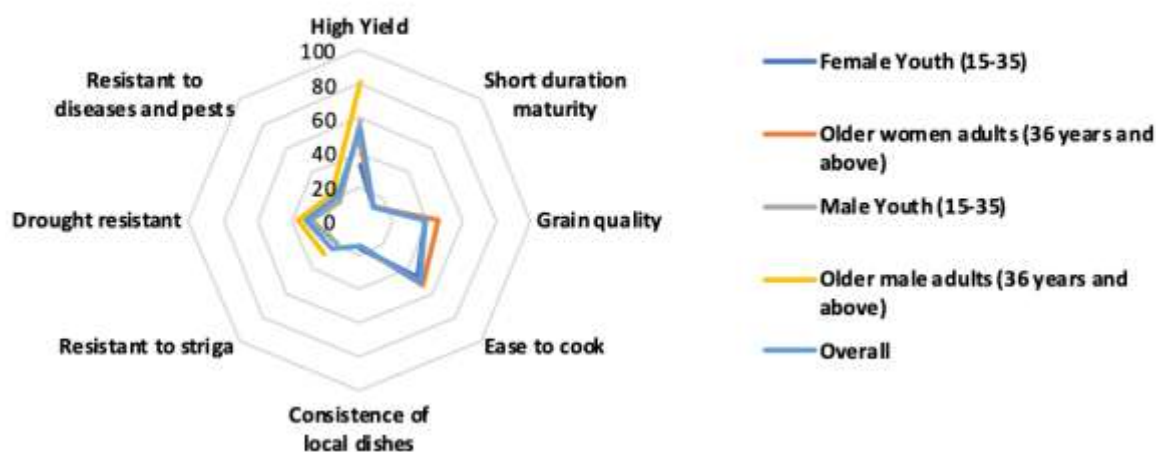 High Yield
100
80
60
40
20
0
Short duration
maturity
Grain quality
Ease to cook
Consistence of
local dishes
Resistant to striga
Drought resistant
Resistant to
diseases and pests
Female Youth (15-35)
Older women adults (36 years and
above)
Male Youth (15-35)
Older male adults (36 years and
above)
Overall